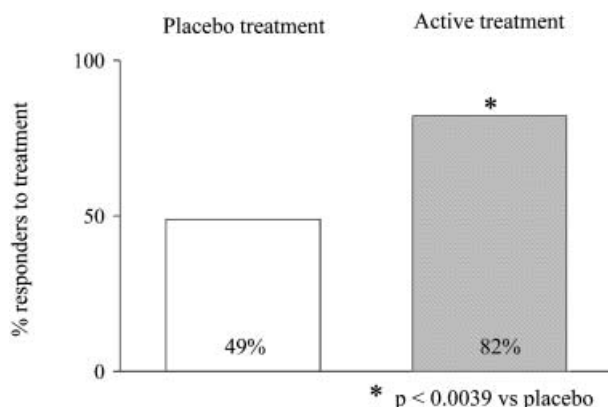 Placebo treatment
Active treatment
% responders to treatment
100
50
0
*
49%
82%
* p < 0.0039 vs placebo